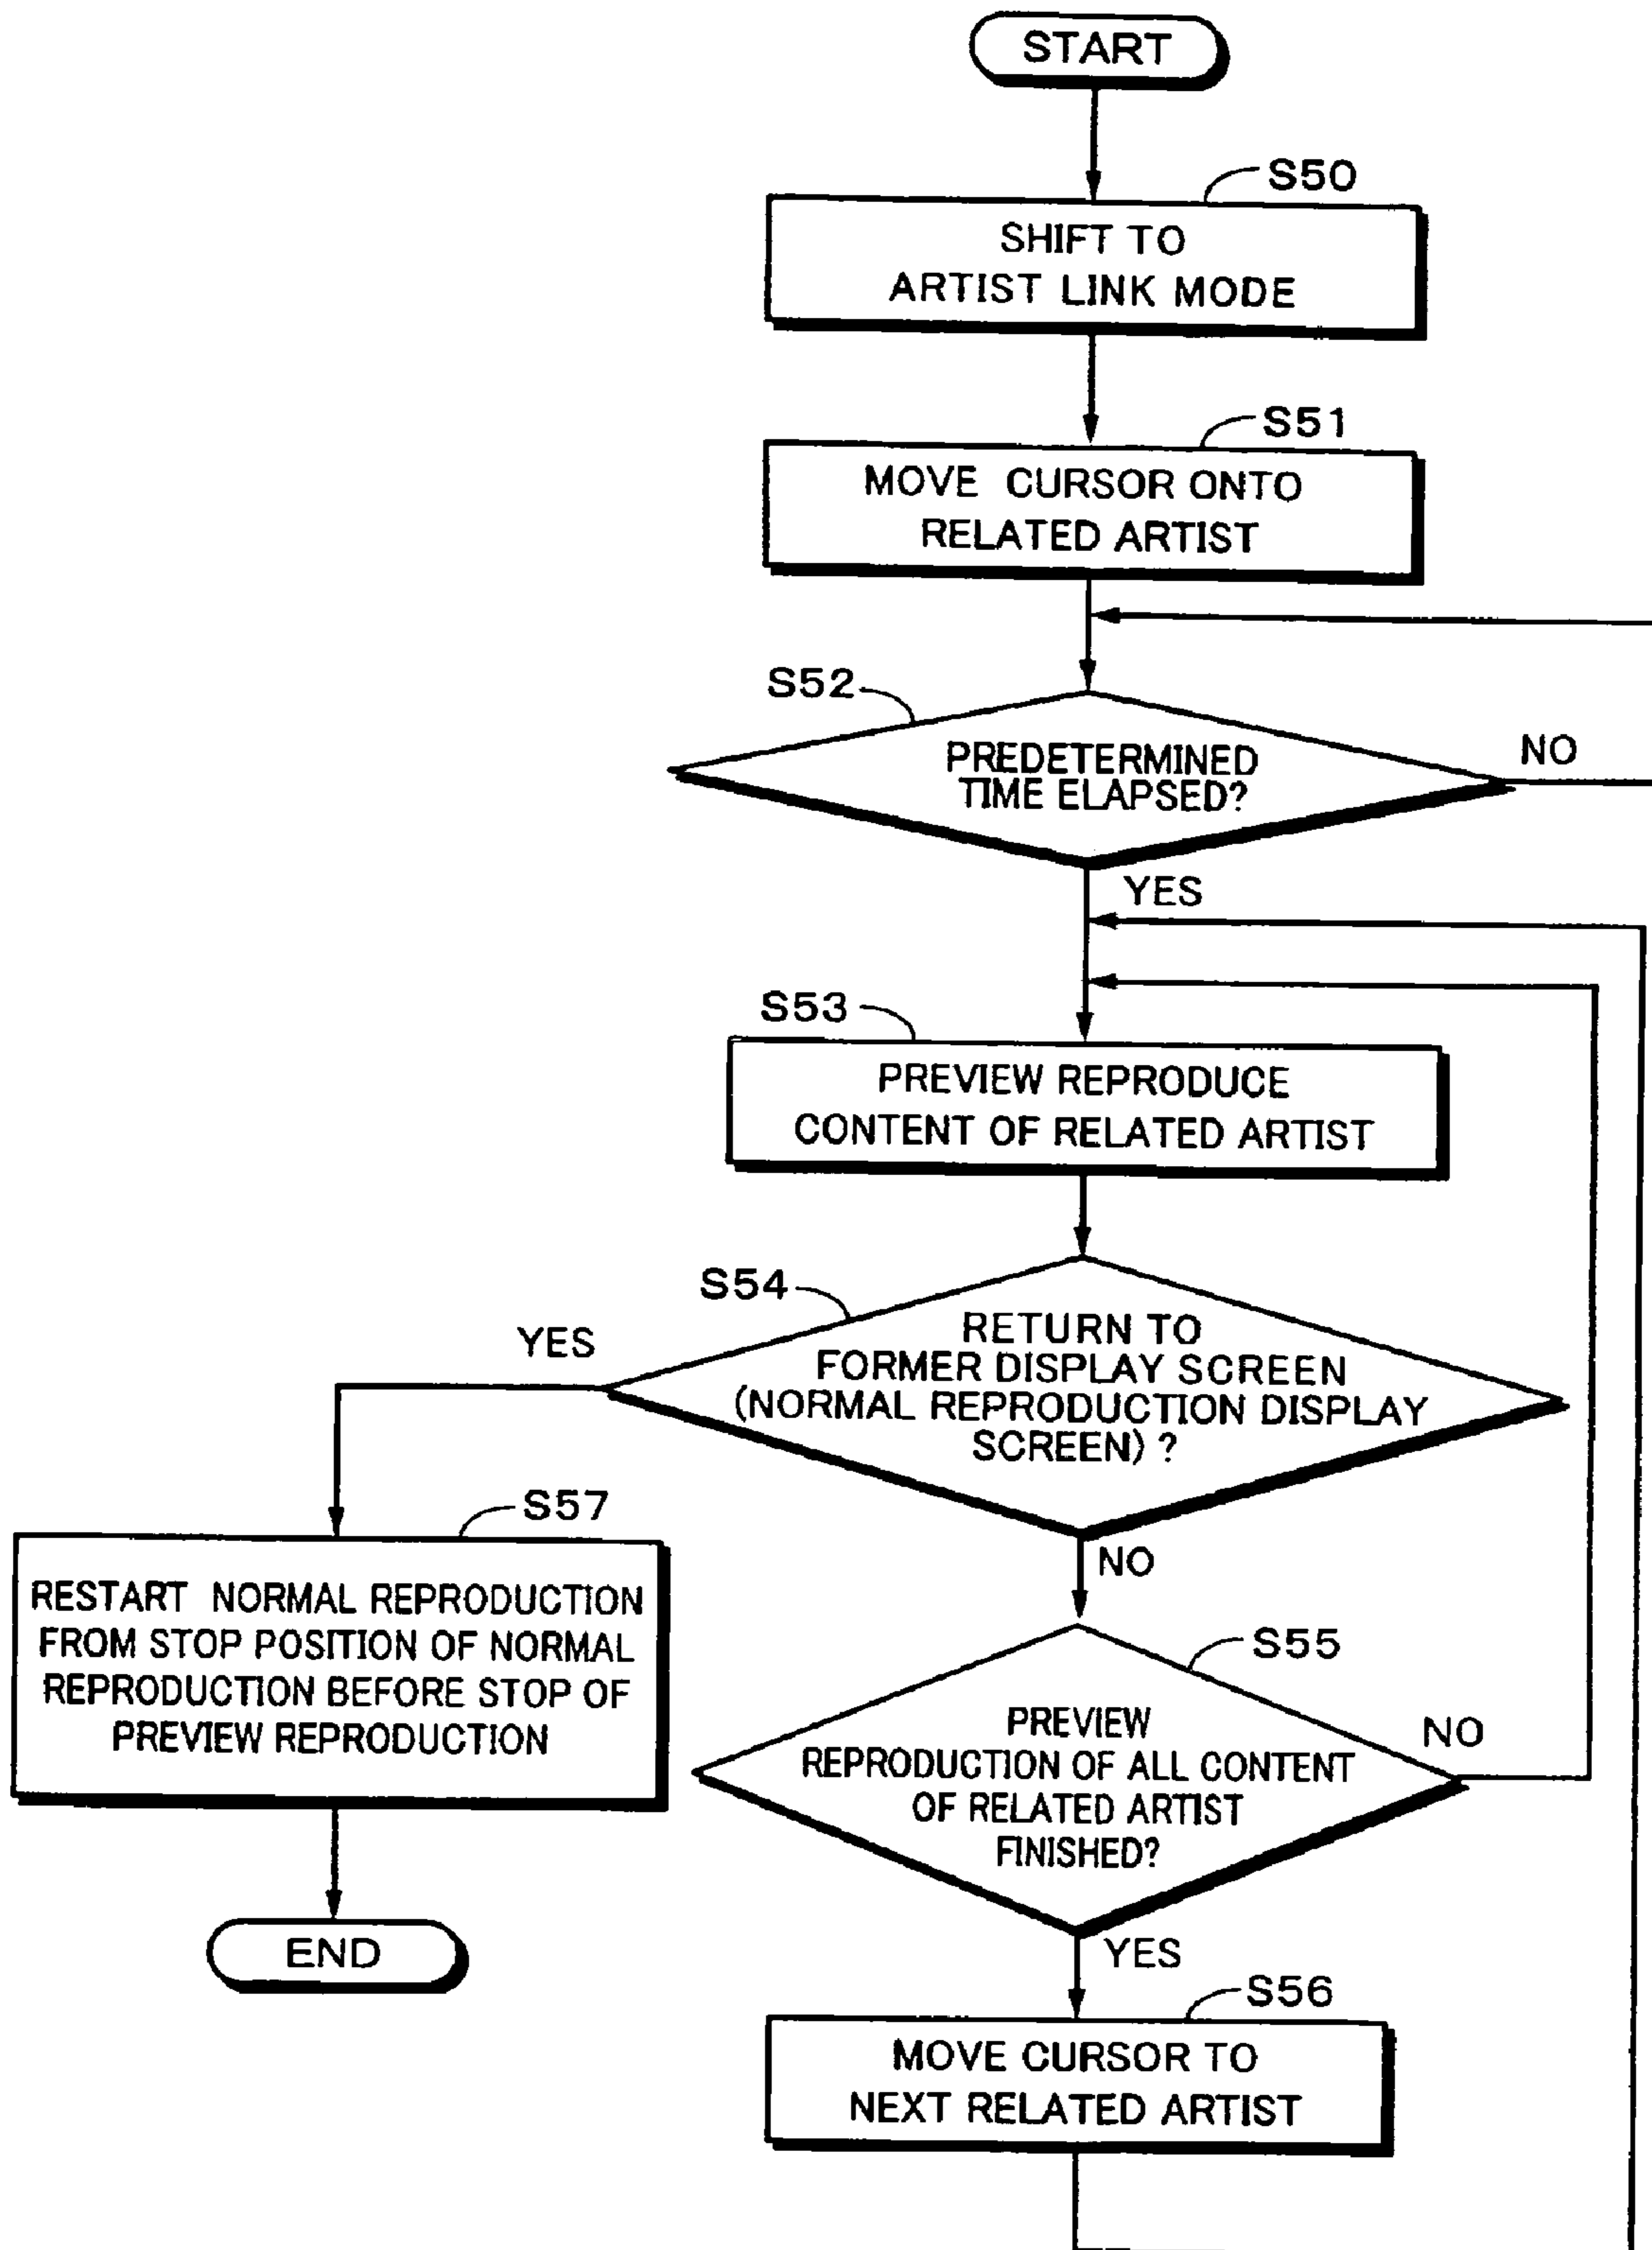 START
S50
SHIFT TO
ARTIST LINK MODE
S51
MOVE CURSOR ONTO
RELATED ARTIST
S52
PREDETERMINED
TIME ELAPSED?
NO
YES
S53
PREVIEW REPRODUCE
CONTENT OF RELATED ARTIST
S54
RETURN TO
FORMER DISPLAY SCREEN
(NORMAL REPRODUCTION DISPLAY
SCREEN) ?
YES
NO
S57
RESTART NORMAL REPRODUCTION
FROM STOP POSITION OF NORMAL
REPRODUCTION BEFORE STOP OF
PREVIEW REPRODUCTION
END
S55
PREVIEW
REPRODUCTION OF ALL CONTENT
OF RELATED ARTIST
FINISHED?
NO
YES
S56
MOVE CURSOR TO
NEXT RELATED ARTIST